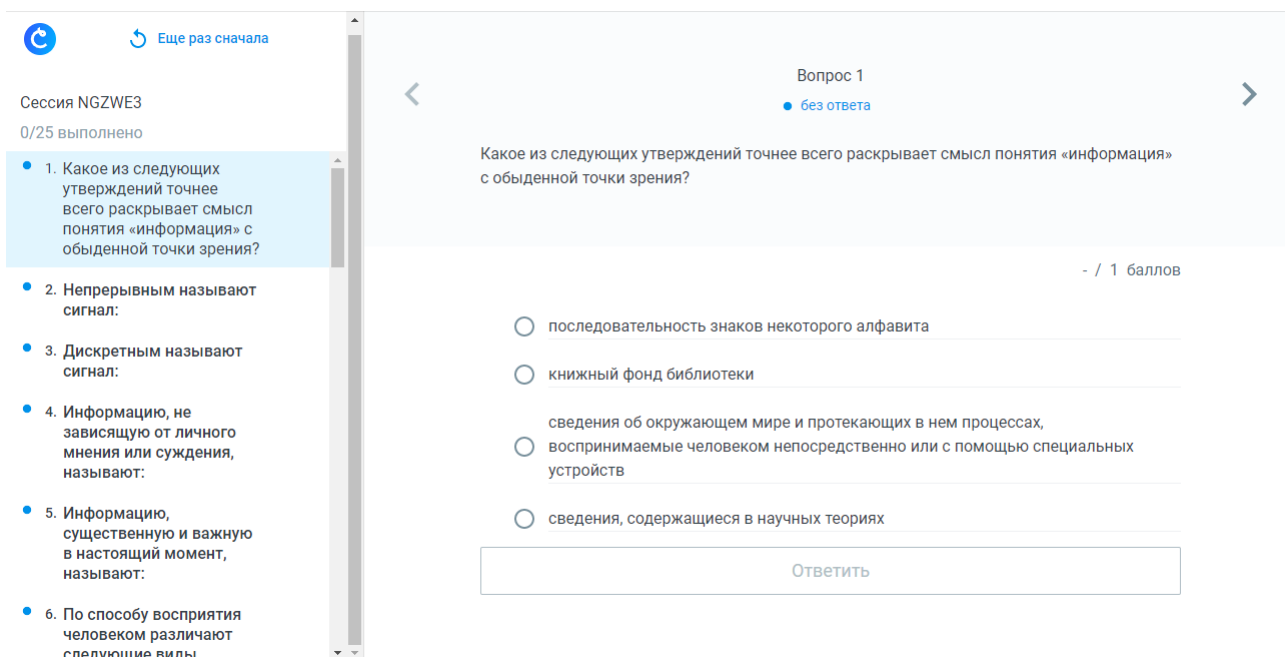 Еще раз сначала
Сессия NGZWE3
0/25 выполнено
1. Какое из следующих
утверждений точнее
всего раскрывает смысл
понятия «информация» с
обыденной точки зрения?
2. Непрерывным называют
сигнал:
3. Дискретным называют
сигнал:
4. Информацию, не
зависящую от личного
мнения или суждения,
называют:
5. Информацию,
существенную и важную
в настоящий момент,
называют:
6. По способу восприятия
человеком различают
следующие виды
Вопрос 1
без ответа
Какое из следующих утверждений точнее всего раскрывает смысл понятия «информация»
с обыденной точки зрения?
- / 1 баллов
последовательность знаков некоторого алфавита
книжный фонд библиотеки
сведения об окружающем мире и протекающих в нем процессах,
воспринимаемые человеком непосредственно или с помощью специальных
устройств
сведения, содержащиеся в научных теориях
Ответить